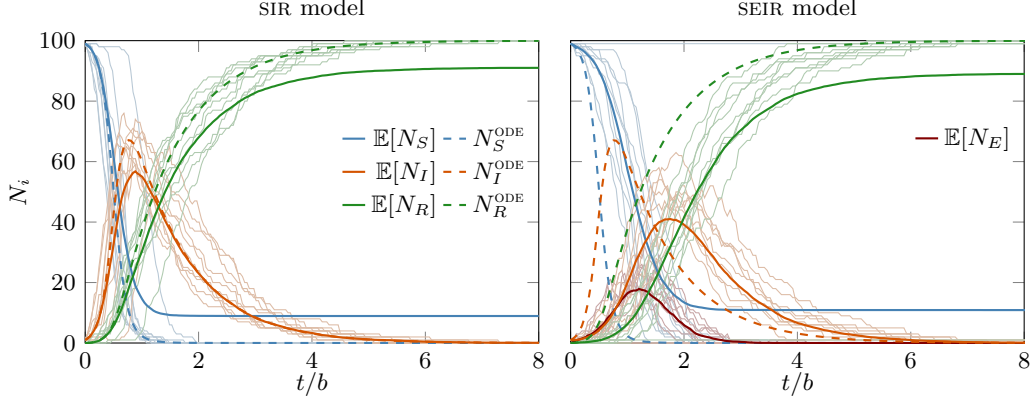 SIR model
SEIR model
100
80
60
40
20
0
N_i
𝔼[N_S] N_S^ODE
𝔼[N_I] N_I^ODE
𝔼[N_R] N_R^ODE
𝔼[N_E]
0 2 4 6 8
0 2 4 6 8
t/b
t/b